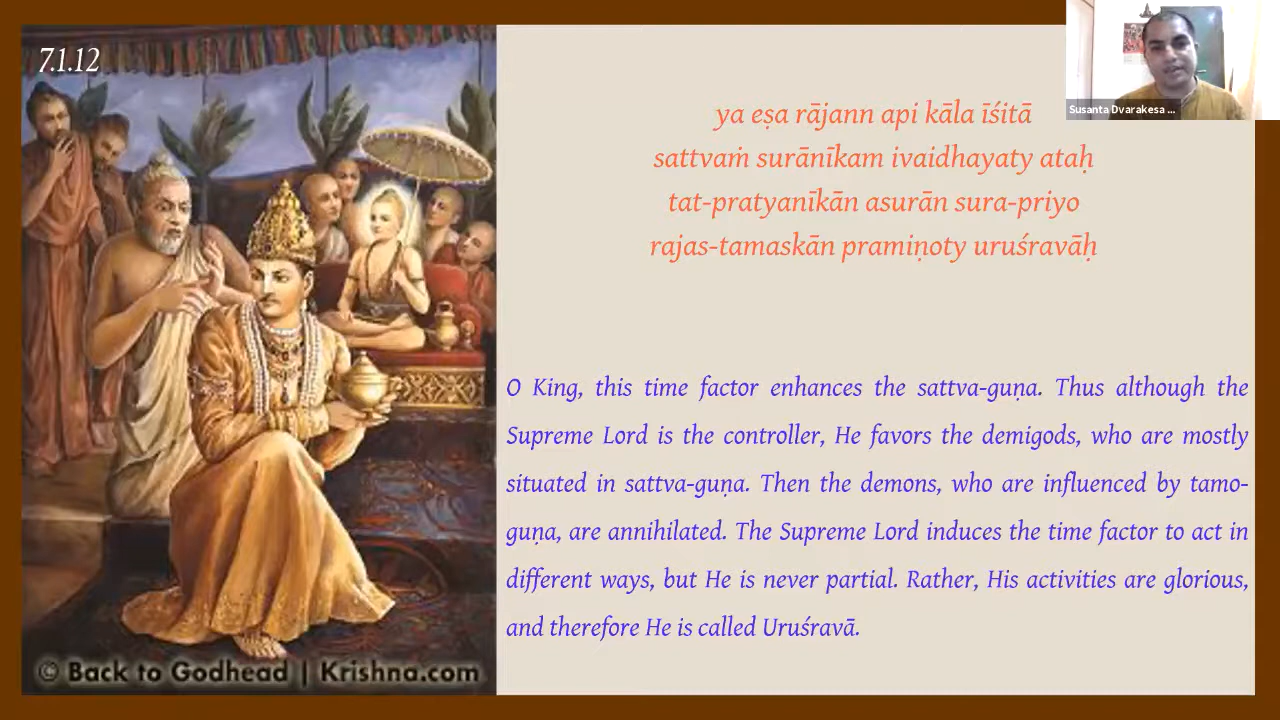 7.1.12
Susanta Dvarakesa ...
ya eṣa rājann api kāla īśitā
sattvaṁ surānīkam ivaidhayaty ataḥ
tat-pratyanīkān asurān sura-priyo
rajas-tamaskān pramiṇoty uruśravāḥ
O King, this time factor enhances the sattva-guṇa. Thus although the
Supreme Lord is the controller, He favors the demigods, who are mostly
situated in sattva-guṇa. Then the demons, who are influenced by tamo-
guṇa, are annihilated. The Supreme Lord induces the time factor to act in
different ways, but He is never partial. Rather, His activities are glorious,
and therefore He is called Uruśravā.
© Back to Godhead | Krishna.com